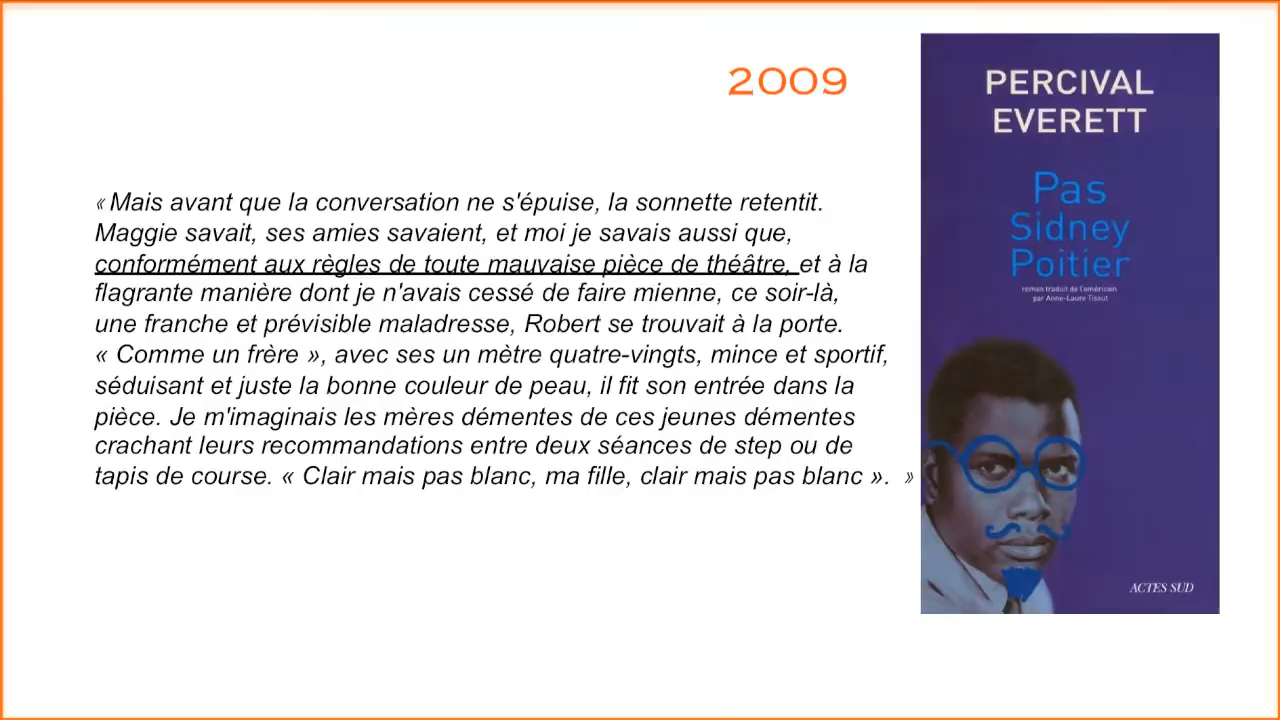 2009
« Mais avant que la conversation ne s'épuise, la sonnette retentit.
Maggie savait, ses amies savaient, et moi je savais aussi que,
conformément aux règles de toute mauvaise pièce de théâtre, et à la
flagrante manière dont je n'avais cessé de faire mienne, ce soir-là,
une franche et prévisible maladresse, Robert se trouvait à la porte.
« Comme un frère », avec ses un mètre quatre-vingts, mince et sportif,
séduisant et juste la bonne couleur de peau, il fit son entrée dans la
pièce. Je m'imaginais les mères démentes de ces jeunes démentes
crachant leurs recommandations entre deux séances de step ou de
tapis de course. « Clair mais pas blanc, ma fille, clair mais pas blanc ». »
PERCIVAL
EVERETT
Pas
Sidney
Poitier
roman traduit de l'américain
par Anne-Laure Tissut
ACTES SUD